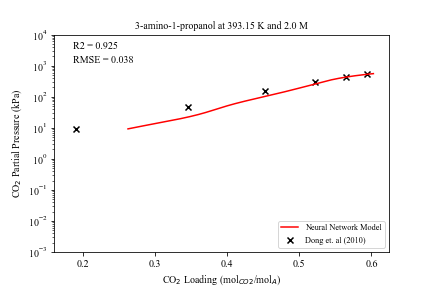 3-amino-1-propanol at 393.15 K and 2.0 M
R2 = 0.925
RMSE = 0.038
CO₂ Partial Pressure (kPa)
10⁴
10³
10²
10¹
10⁰
10⁻¹
10⁻²
10⁻³
0.2 0.3 0.4 0.5 0.6
CO₂ Loading (mol_CO2/mol_A)
Neural Network Model
Dong et. al (2010)